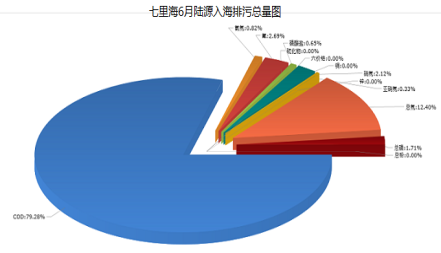 七里海6月陆源入海排污总量图
氨氮:0.82%
氰:2.69%
磷酸盐:0.65%
硫化物:0.00%
六价铬:0.00%
铜:0.00%
硝氮:2.12%
锌:0.00%
亚硝氮:0.33%
总氮:12.40%
总磷:1.71%
总铅:0.00%
COD:79.28%